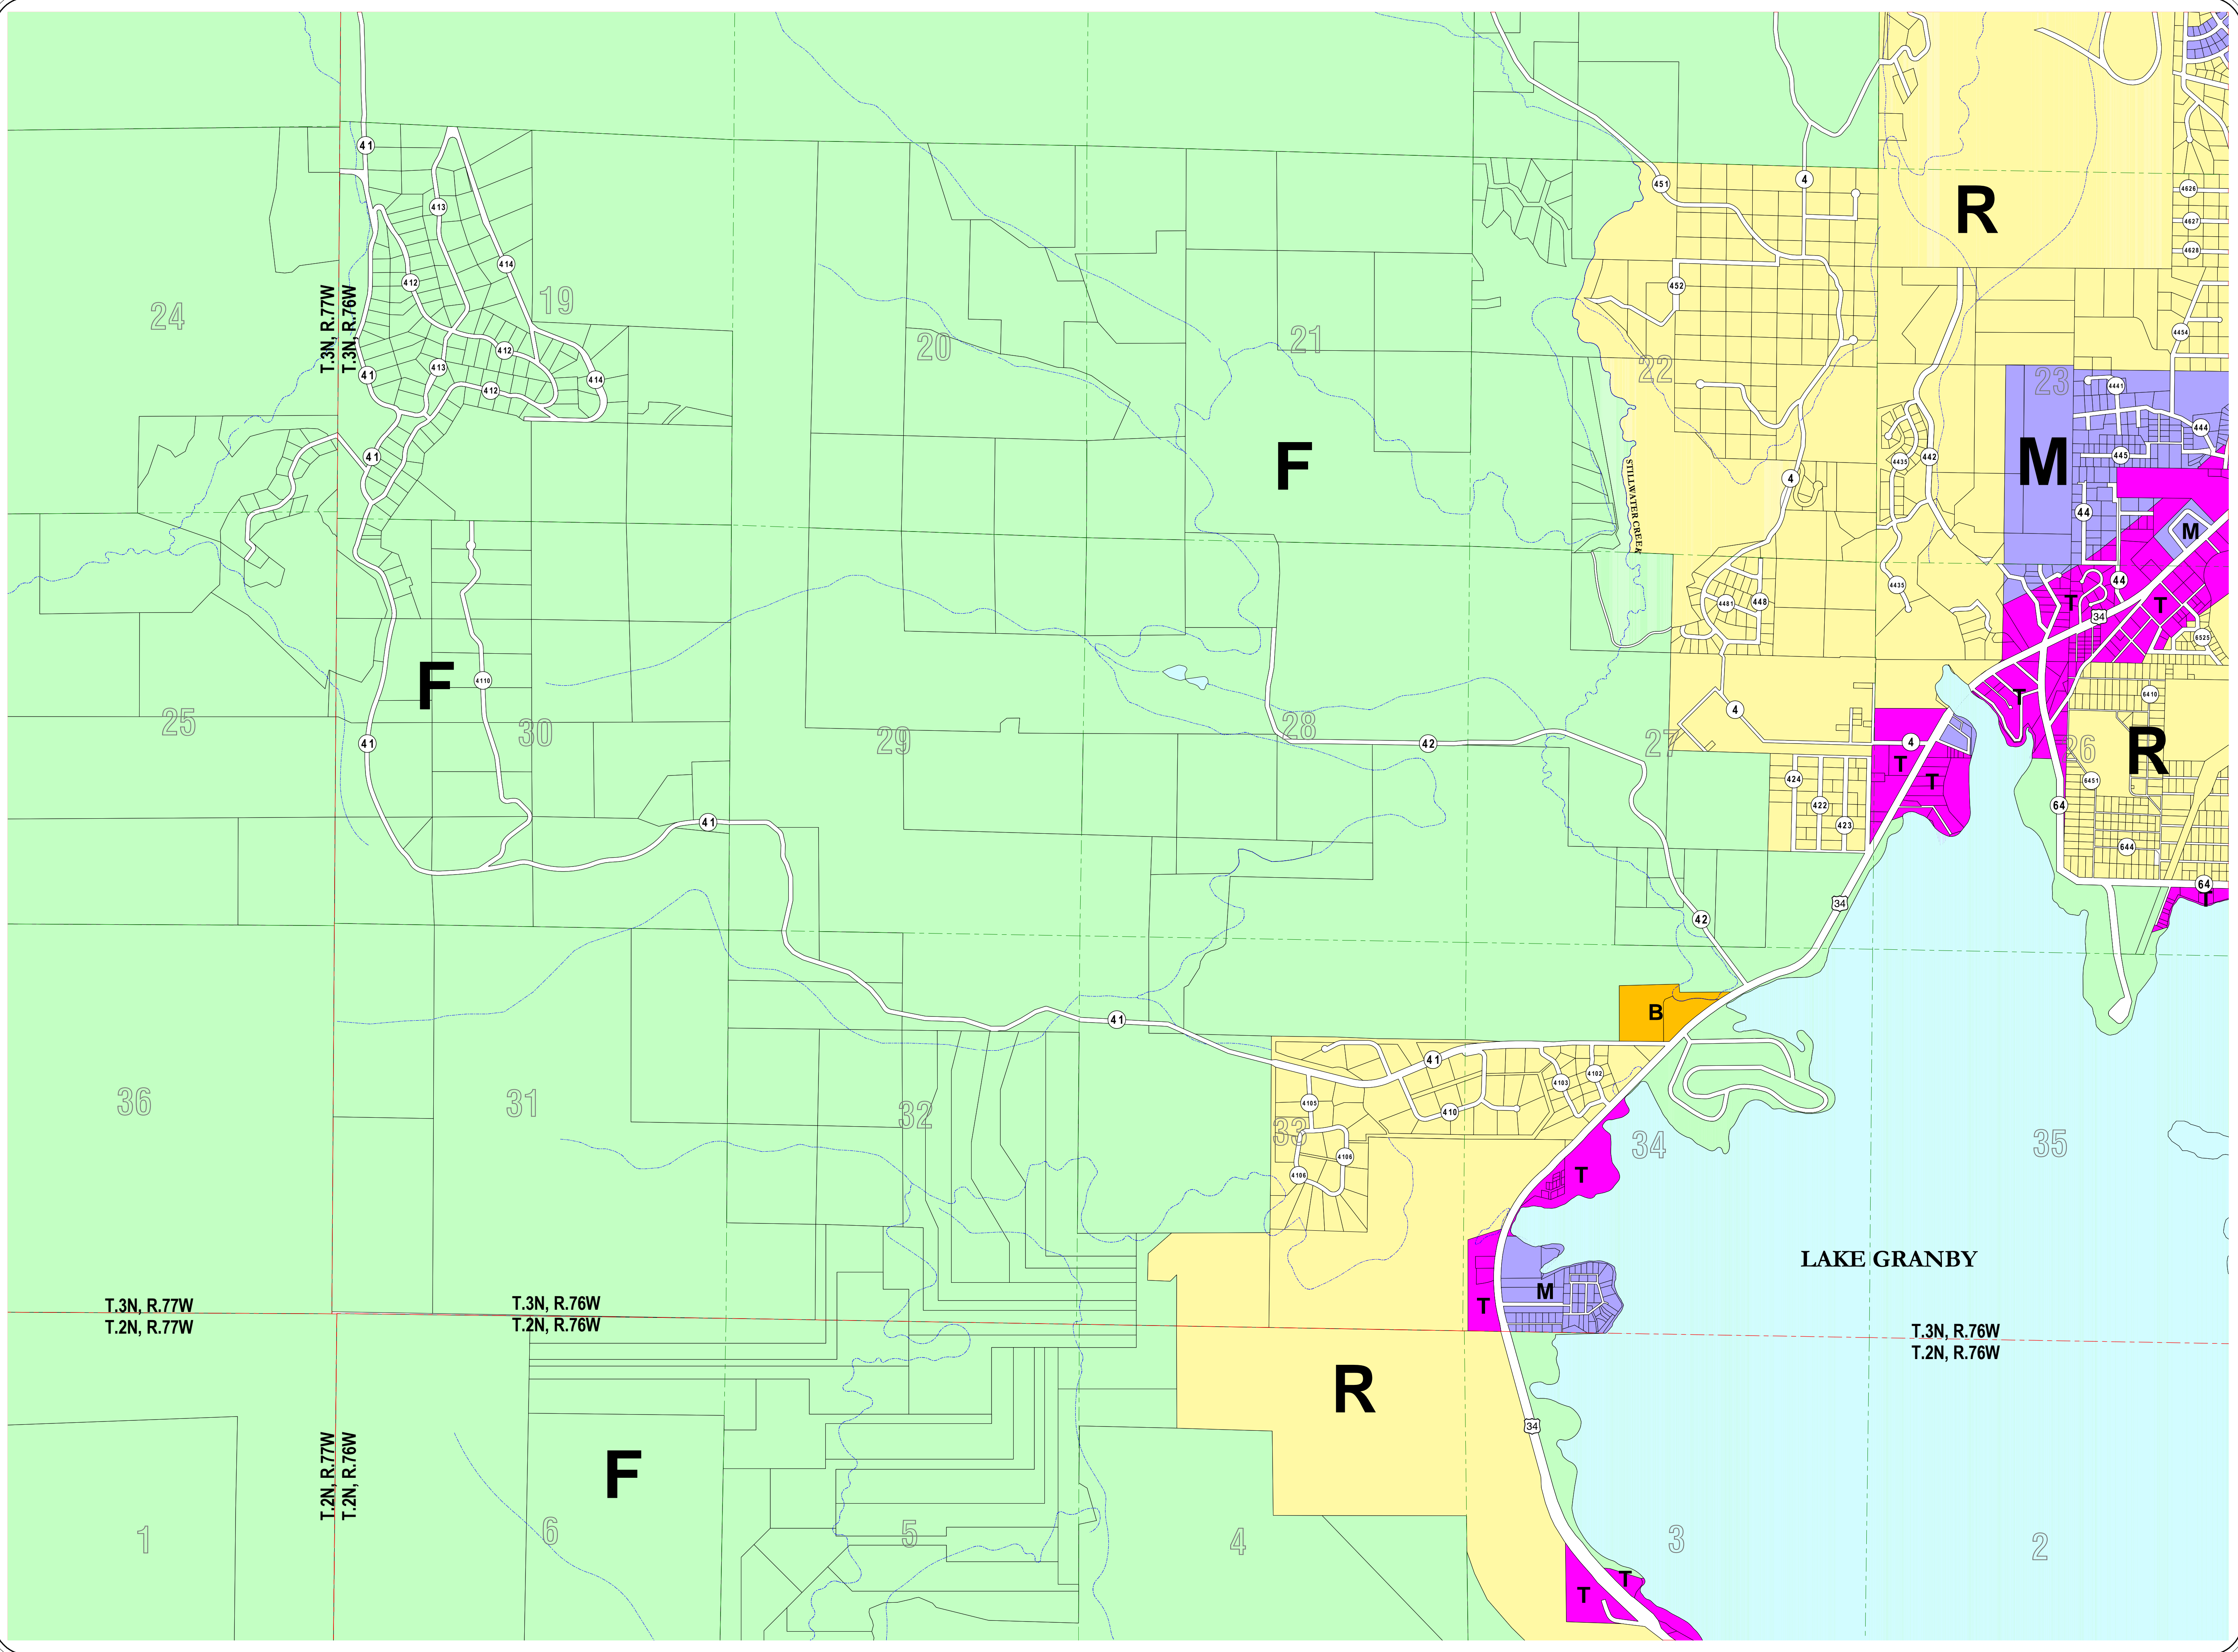 41
413
414
412
24
T.3N, R.77W
T.3N, R.76W
19
412
413
412
414
41
41
20
21
F
451
4
R
4626
4627
4628
452
4454
22
23
4441
444
M
445
4435
442
4
44
M
STILLWATER CREEK
44
T
T
34
4435
4481
448
6525
F
4110
25
30
29
28
27
26
41
42
4
4
T
T
T
6410
R
6451
64
424
422
423
644
64
T
41
34
42
B
41
41
4103
4102
4105
410
33
4106
4106
36
31
32
34
35
T
LAKE GRANBY
M
T
T.3N, R.77W
T.2N, R.77W
T.3N, R.76W
T.2N, R.76W
T.3N, R.76W
T.2N, R.76W
R
34
T.2N, R.77W
T.2N, R.76W
F
1
6
5
4
3
2
T
T